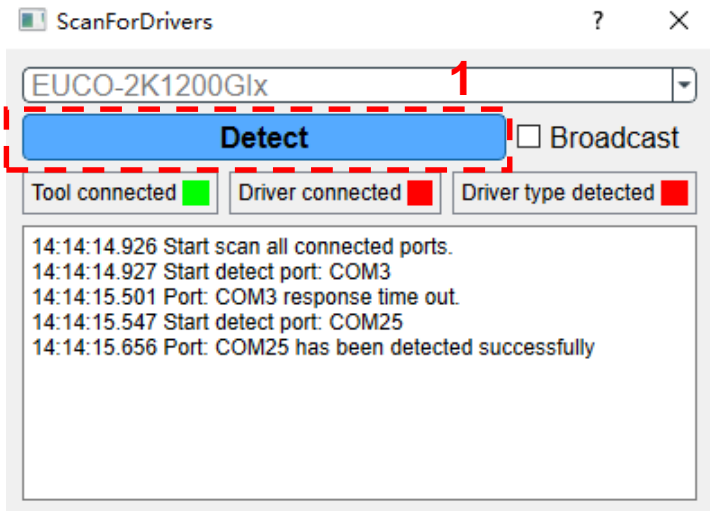 ScanForDrivers
EUCO-2K1200GIx
1
Detect
Broadcast
Tool connected
Driver connected
Driver type detected
14:14:14.926 Start scan all connected ports.
14:14:14.927 Start detect port: COM3
14:14:15.501 Port: COM3 response time out.
14:14:15.547 Start detect port: COM25
14:14:15.656 Port: COM25 has been detected successfully